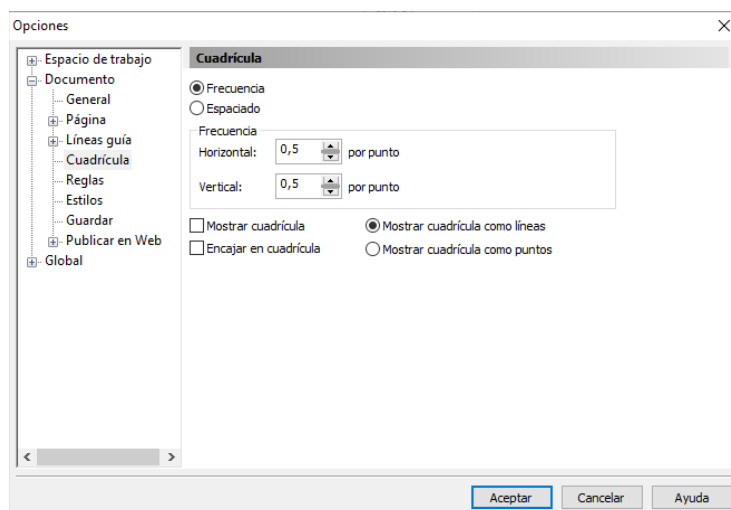 Opciones
Espacio de trabajo
Documento
General
Página
Líneas guía
Cuadrícula
Reglas
Estilos
Guardar
Publicar en Web
Global
Cuadrícula
Frecuencia
Espaciado
Frecuencia
Horizontal: 0,5 por punto
Vertical: 0,5 por punto
Mostrar cuadrícula Mostrar cuadrícula como líneas
Encajar en cuadrícula Mostrar cuadrícula como puntos
Aceptar Cancelar Ayuda